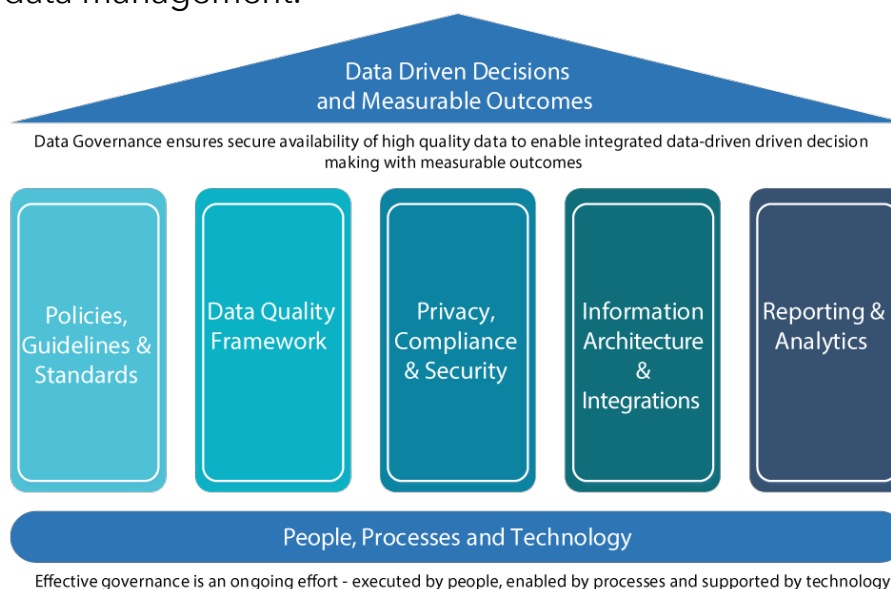 data management.
Data Driven Decisions
and Measurable Outcomes
Data Governance ensures secure availability of high quality data to enable integrated data-driven driven decision
making with measurable outcomes
Policies,
Guidelines &
Standards
Data Quality
Framework
Privacy,
Compliance
& Security
Information
Architecture
&
Integrations
Reporting &
Analytics
People, Processes and Technology
Effective governance is an ongoing effort - executed by people, enabled by processes and supported by technology